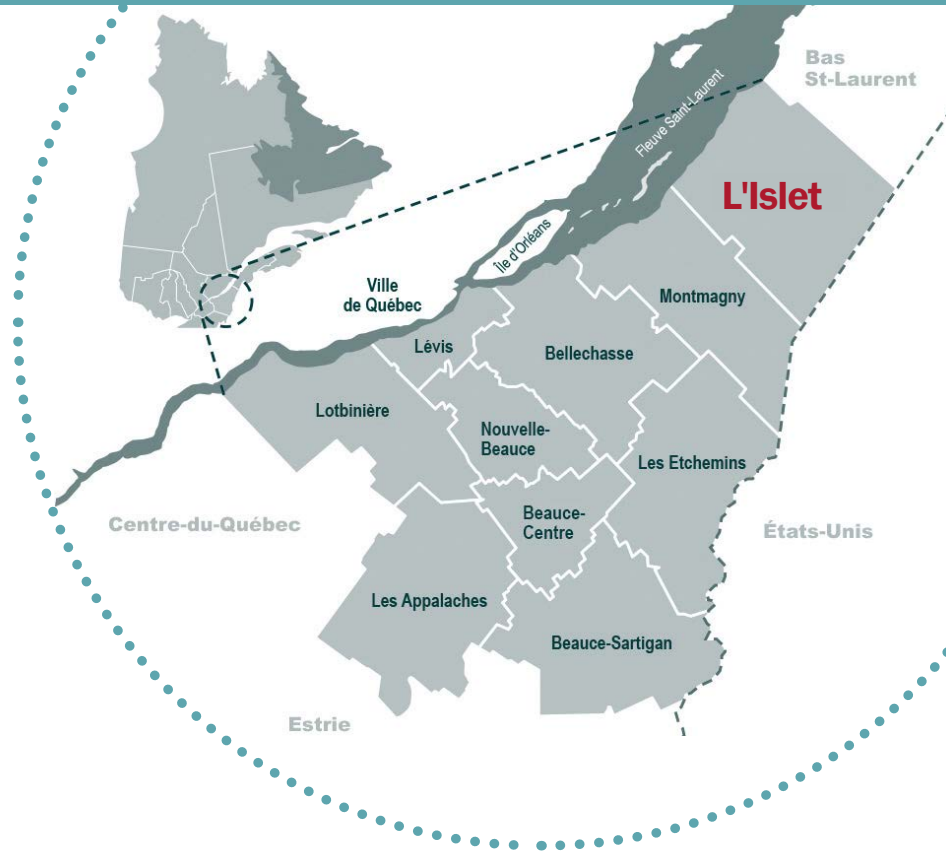 Bas
St-Laurent
Fleuve Saint-Laurent
L'Islet
Île d'Orléans
Ville
de Québec
Montmagny
Lévis
Bellechasse
Lotbinière
Nouvelle-
Beauce
Les Etchemins
Centre-du-Québec
Beauce-
Centre
États-Unis
Les Appalaches
Beauce-Sartigan
Estrie